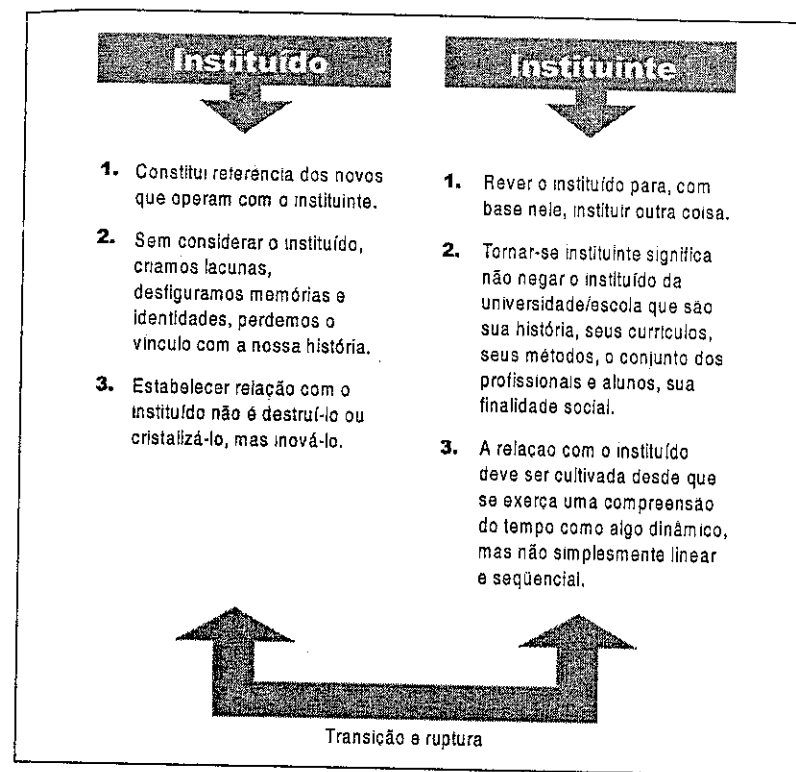 Instituído
1. Constitui referência dos novos
que operam com o instituinte.
2. Sem considerar o instituído,
criamos lacunas,
desfiguramos memórias e
identidades, perdemos o
vínculo com a nossa história.
3. Estabelecer relação com o
instituído não é destruí-lo ou
cristalizá-lo, mas inová-lo.
Instituinte
1. Rever o instituído para, com
base nele, instituir outra coisa.
2. Tornar-se instituinte significa
não negar o instituído da
universidade/escola que são
sua história, seus currículos,
seus métodos, o conjunto dos
profissionais e alunos, sua
finalidade social.
3. A relaçao com o instituído
deve ser cultivada desde que
se exerça uma compreensão
do tempo como algo dinâmico,
mas não simplesmente linear
e seqüencial.
Transição e ruptura